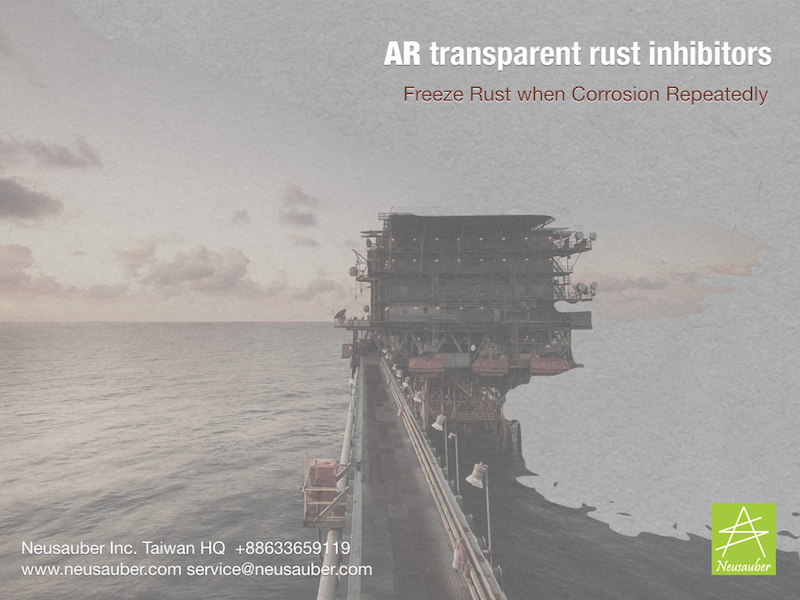 AR transparent rust inhibitors
Freeze Rust when Corrosion Repeatedly
Neusauber Inc. Taiwan HQ +88633659119
www.neusauber.com service@neusauber.com
Neusauber